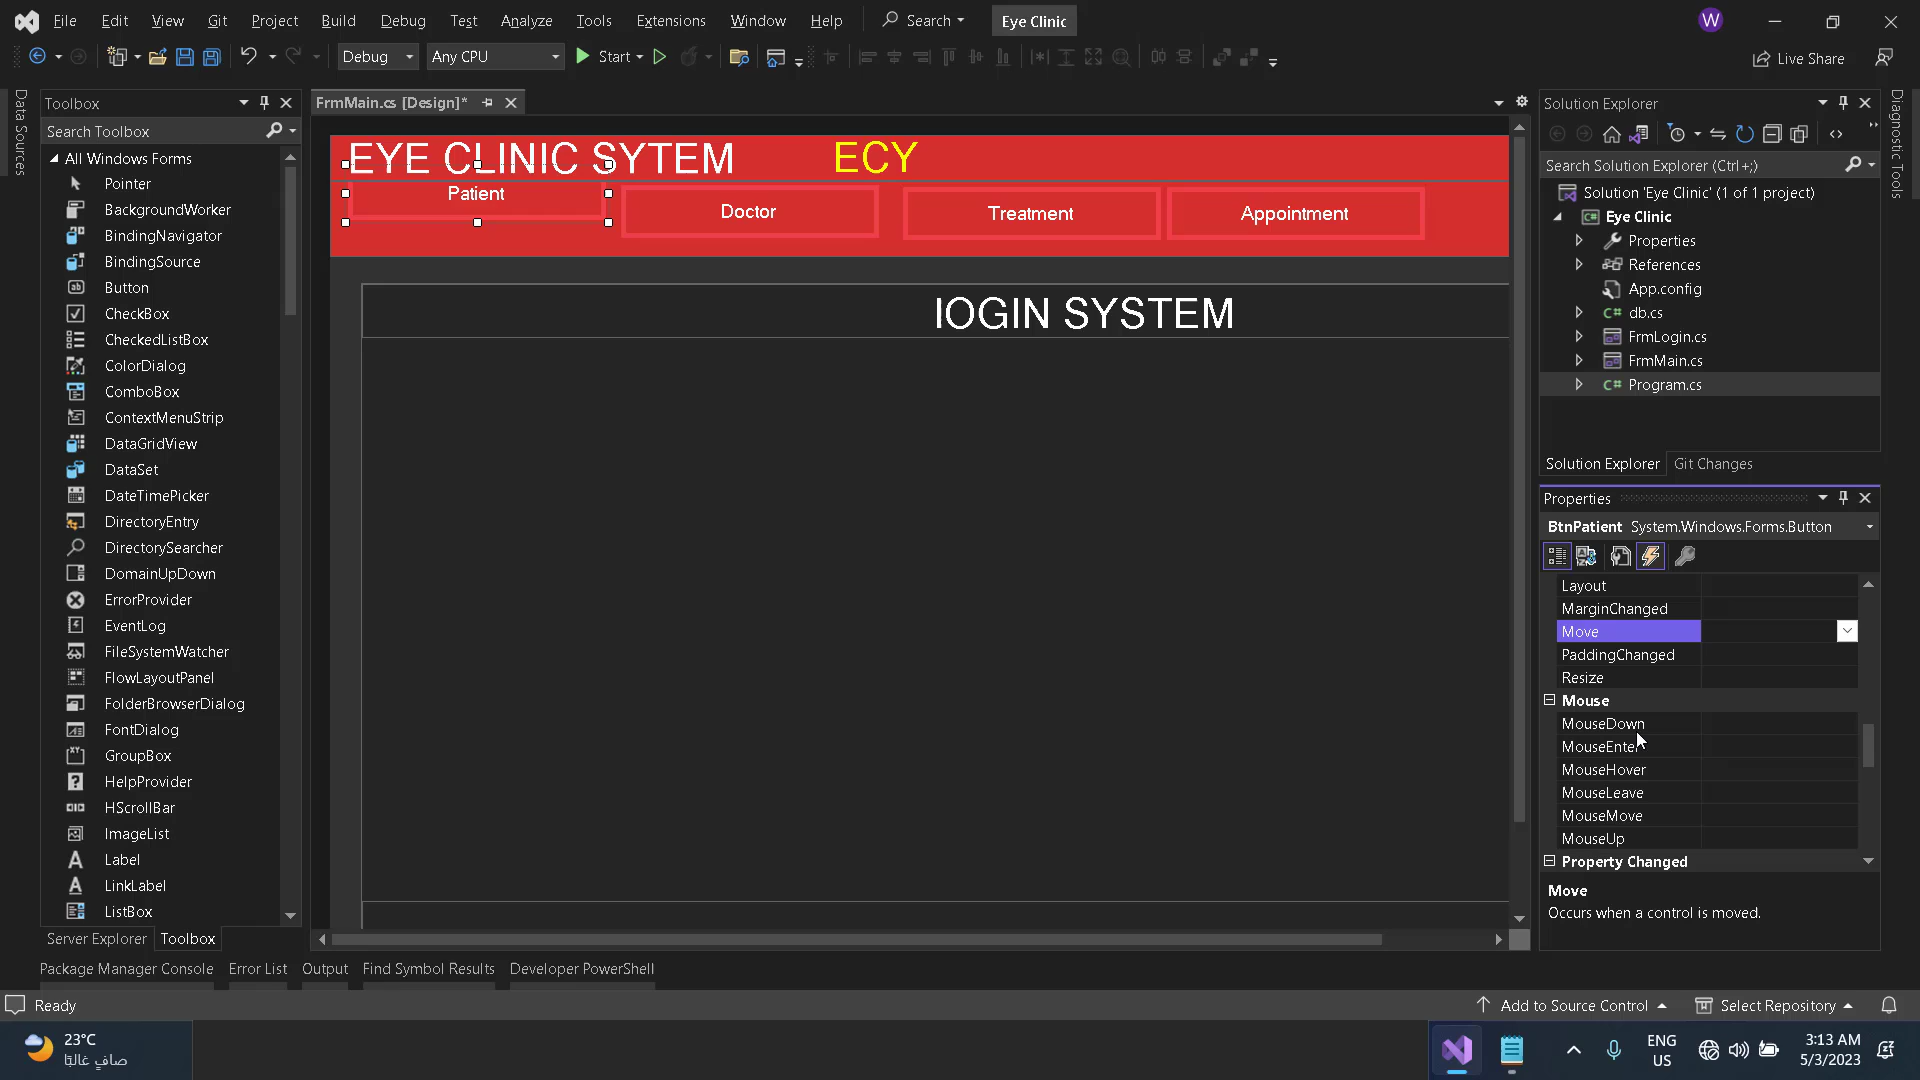 File Edit View Git Project Build Debug Test Analyze Tools Extensions Window Help Search Eye Clinic W
Debug Any CPU Start Live Share
Data Sources
Toolbox
Search Toolbox
All Windows Forms
Pointer
BackgroundWorker
BindingNavigator
BindingSource
Button
CheckBox
CheckedListBox
ColorDialog
ComboBox
ContextMenuStrip
DataGridView
DataSet
DateTimePicker
DirectoryEntry
DirectorySearcher
DomainUpDown
ErrorProvider
EventLog
FileSystemWatcher
FlowLayoutPanel
FolderBrowserDialog
FontDialog
GroupBox
HelpProvider
HScrollBar
ImageList
Label
LinkLabel
ListBox
Server Explorer Toolbox
FrmMain.cs [Design]*
EYE CLINIC SYTEM ECY
Patient Doctor Treatment Appointment
lOGIN SYSTEM
Solution Explorer
Search Solution Explorer (Ctrl+;)
Solution 'Eye Clinic' (1 of 1 project)
Eye Clinic
Properties
References
App.config
db.cs
FrmLogin.cs
FrmMain.cs
Program.cs
Solution Explorer Git Changes
Properties
BtnPatient System.Windows.Forms.Button
Layout
MarginChanged
Move
PaddingChanged
Resize
Mouse
MouseDown
MouseEnter
MouseHover
MouseLeave
MouseMove
MouseUp
Property Changed
Move
Occurs when a control is moved.
Diagnostic Tools
Package Manager Console Error List Output Find Symbol Results Developer PowerShell
Ready Add to Source Control Select Repository
23°C
صافٍ غالبًا
ENG
US
3:13 AM
5/3/2023